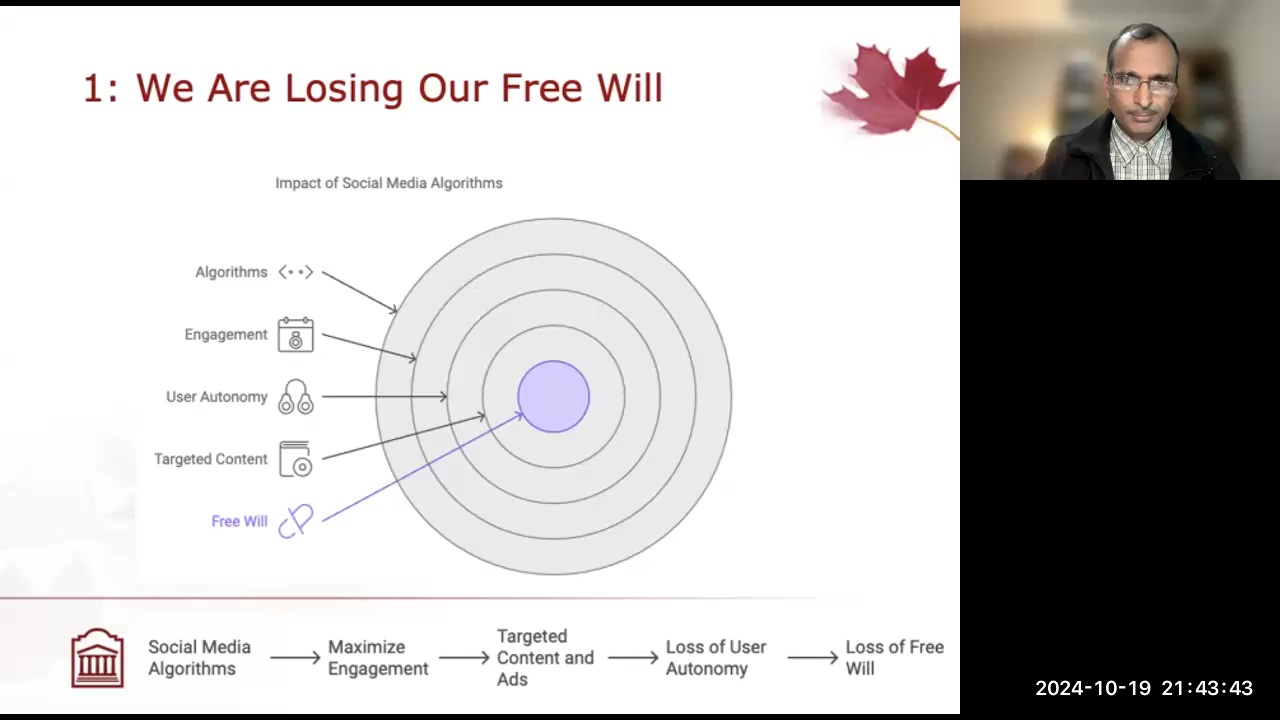 1: We Are Losing Our Free Will
Impact of Social Media Algorithms
Algorithms
Engagement
User Autonomy
Targeted Content
Free Will
Social Media
Algorithms
Maximize
Engagement
Targeted
Content and
Ads
Loss of User
Autonomy
Loss of Free
Will
2024-10-19 21:43:43